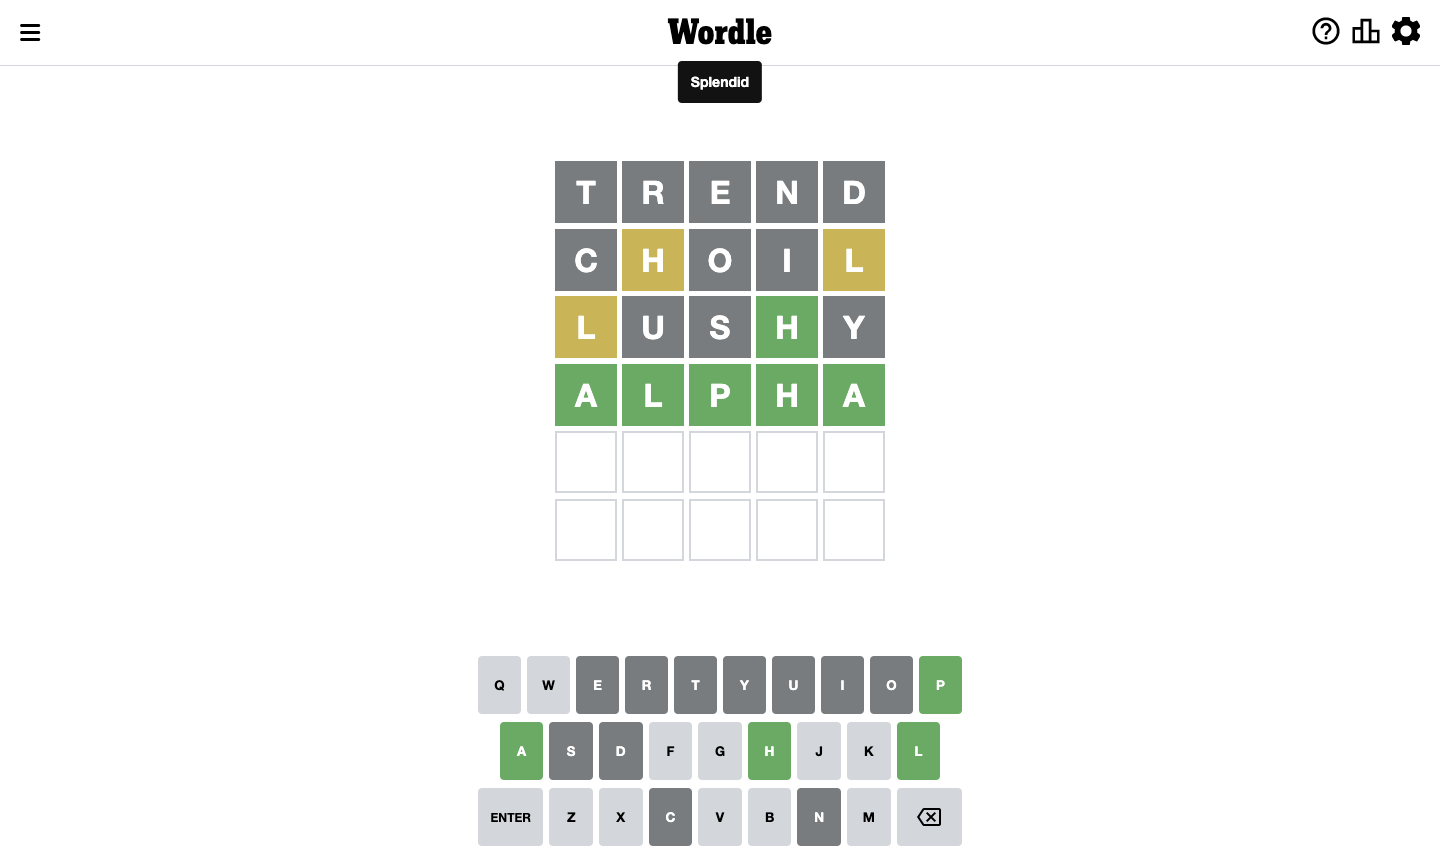 Wordle
Splendid
T R E N D
C H O I L
L U S H Y
A L P H A
Q W E R T Y U I O P
A S D F G H J K L
ENTER Z X C V B N M